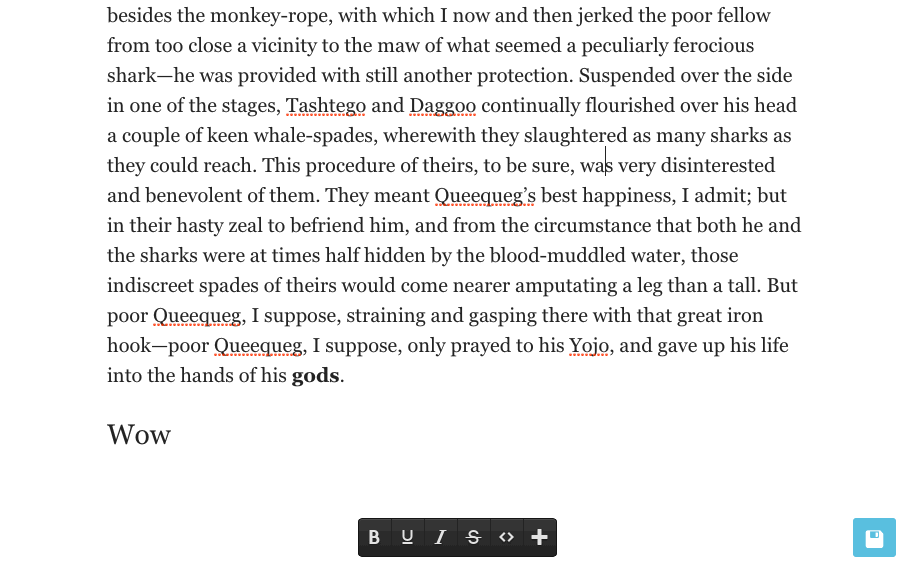 besides the monkey-rope, with which I now and then jerked the poor fellow
from too close a vicinity to the maw of what seemed a peculiarly ferocious
shark—he was provided with still another protection. Suspended over the side
in one of the stages, Tashtego and Daggoo continually flourished over his head
a couple of keen whale-spades, wherewith they slaughtered as many sharks as
they could reach. This procedure of theirs, to be sure, was very disinterested
and benevolent of them. They meant Queequeg’s best happiness, I admit; but
in their hasty zeal to befriend him, and from the circumstance that both he and
the sharks were at times half hidden by the blood-muddled water, those
indiscreet spades of theirs would come nearer amputating a leg than a tall. But
poor Queequeg, I suppose, straining and gasping there with that great iron
hook—poor Queequeg, I suppose, only prayed to his Yojo, and gave up his life
into the hands of his gods.
Wow
B U I S <> +